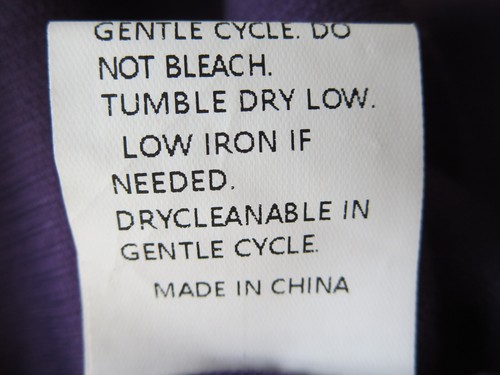 GENTLE CYCLE. DO
NOT BLEACH.
TUMBLE DRY LOW.
LOW IRON IF
NEEDED.
DRYCLEANABLE IN
GENTLE CYCLE.
MADE IN CHINA